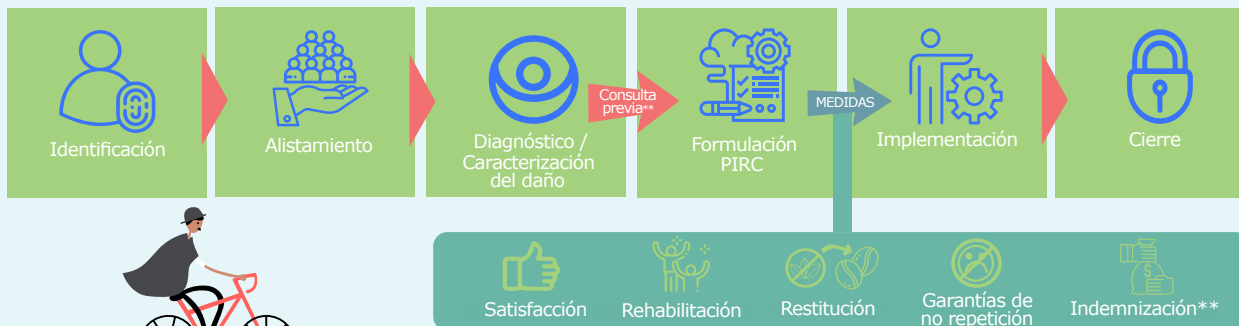 Identificación
Alistamiento
Diagnóstico /
Caracterización
del daño
Consulta
previa**
Formulación
PIRC
MEDIDAS
Implementación
Cierre
Satisfacción
Rehabilitación
Restitución
Garantías de
no repetición
Indemnización**
$